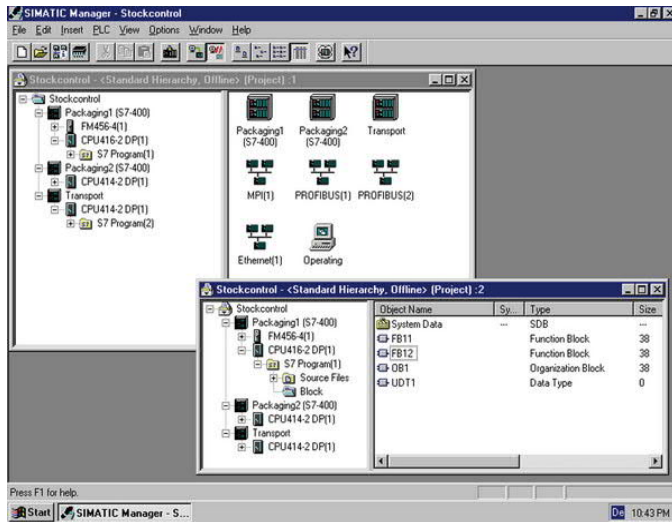 SIMATIC Manager - Stockcontrol
File Edit Insert PLC View Options Window Help
Stockcontrol - <Standard Hierarchy, Offline> (Project) :1
Stockcontrol
Packaging1 (S7-400)
FM456-4(1)
CPU416-2 DP(1)
S7 Program(1)
Packaging2 (S7-400)
CPU414-2 DP(1)
Transport
CPU414-2 DP(1)
S7 Program(2)
Packaging1 Packaging2 Transport
(S7-400) (S7-400)
MPI(1) PROFIBUS(1) PROFIBUS(2)
Ethernet(1) Operating
Stockcontrol - <Standard Hierarchy, Offline> (Project) :2
Stockcontrol
Packaging1 (S7-400)
FM456-4(1)
CPU416-2 DP(1)
S7 Program(1)
Source Files
Block
Packaging2 (S7-400)
CPU414-2 DP(1)
Transport
CPU414-2 DP(1)
Object Name Sy... Type Size
System Data --- SDB ---
FB11 Function Block 38
FB12 Function Block 38
OB1 Organization Block 38
UDT1 Data Type 0
Press F1 for help.
Start SIMATIC Manager - S... De 10:43 PM